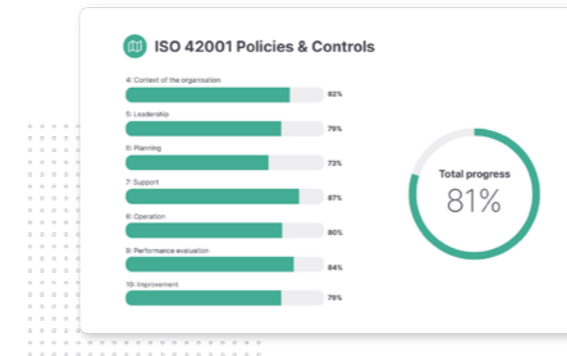 ISO 42001 Policies & Controls
4: Context of the organisation
82%
5: Leadership
79%
6: Planning
73%
7: Support
87%
8: Operation
80%
9: Performance evaluation
84%
10: Improvement
79%
Total progress
81%